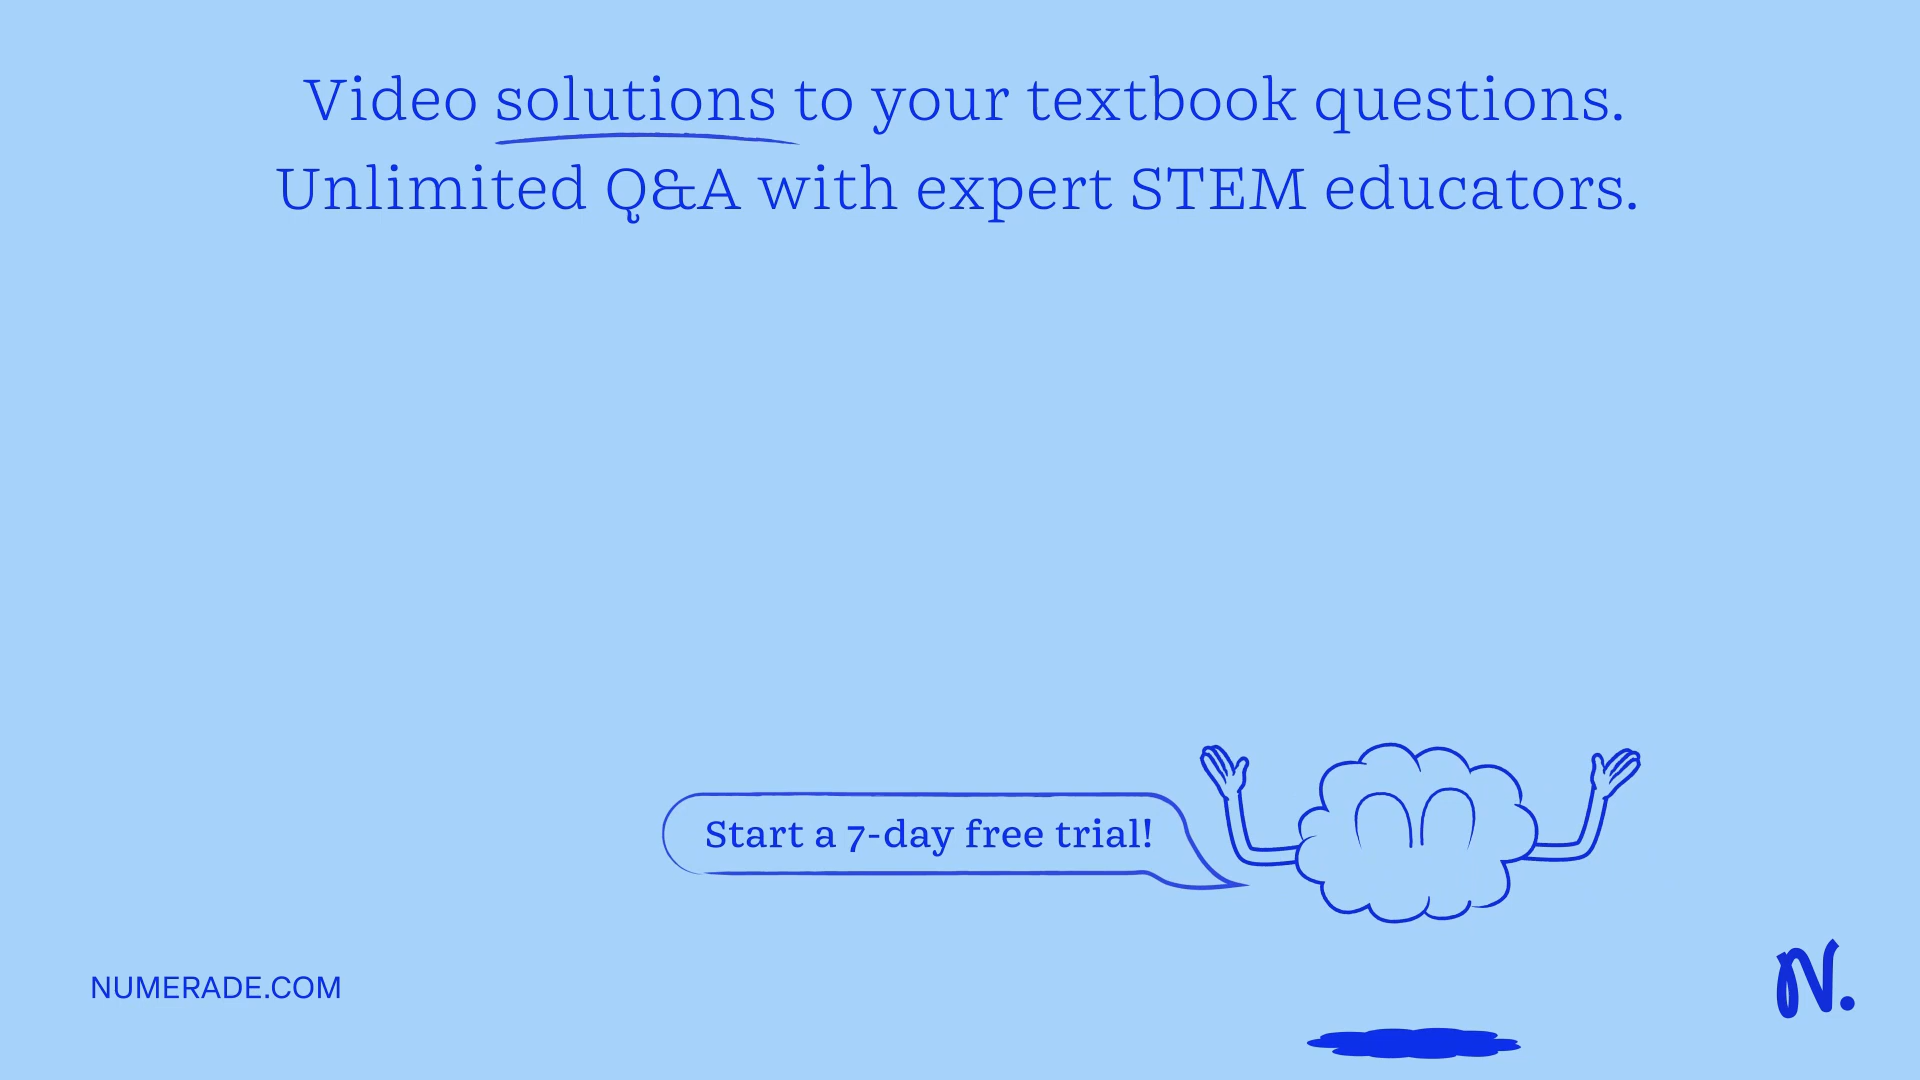 Video solutions to your textbook questions.
Unlimited Q&A with expert STEM educators.
Start a 7-day free trial!
NUMERADE.COM
N.